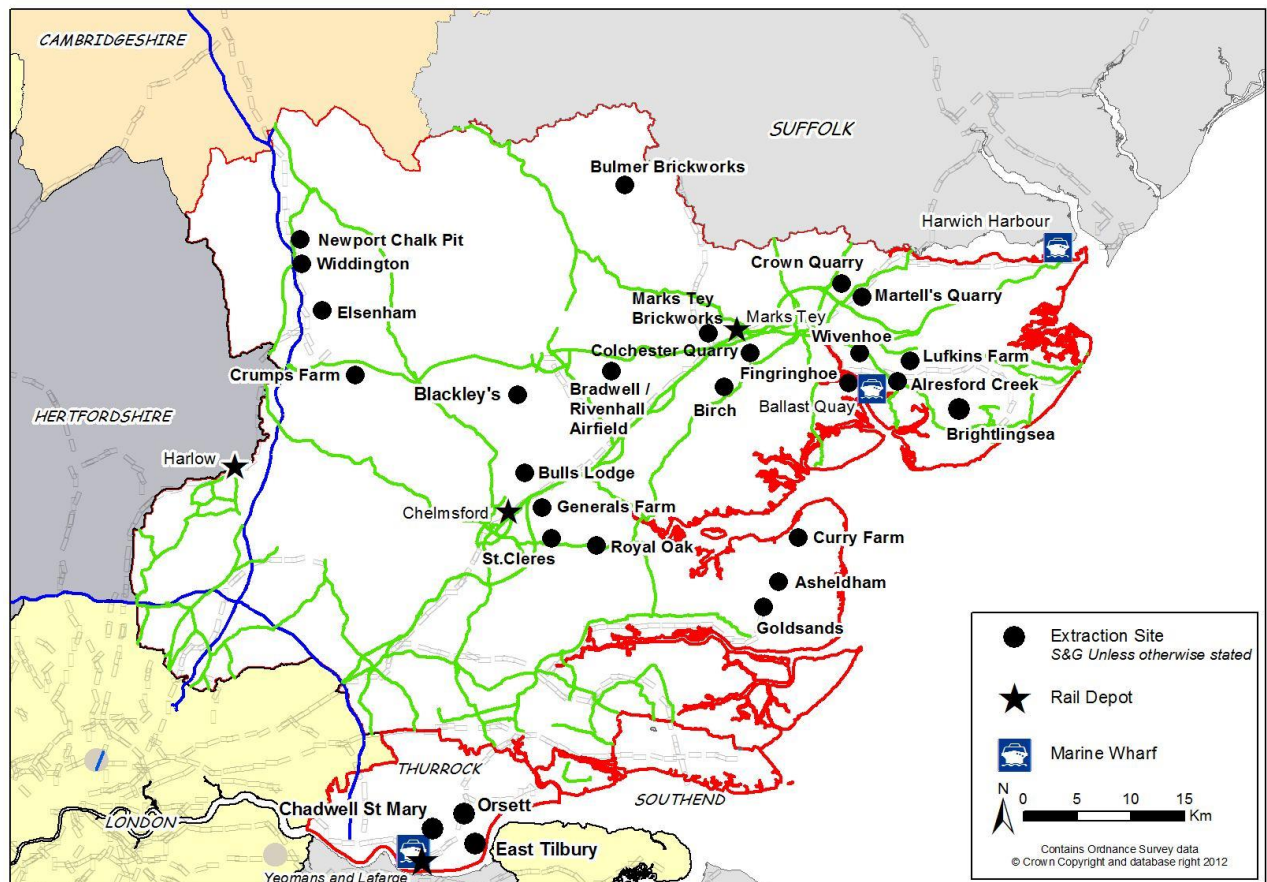 CAMBRIDGESHIRE
SUFFOLK
Bulmer Brickworks
Harwich Harbour
Newport Chalk Pit
Widdington
Crown Quarry
Martell's Quarry
Elsenham
Marks Tey
Brickworks
Marks Tey
Wivenhoe
Colchester Quarry
Lufkins Farm
Crumps Farm
Fingringhoe
Alresford Creek
Blackley's
Bradwell /
Rivenhall
Airfield
Birch
Ballast Quay
Brightlingsea
HERTFORDSHIRE
Harlow
Bulls Lodge
Chelmsford
Generals Farm
St.Cleres
Royal Oak
Curry Farm
Asheldham
Goldsands
THURROCK
SOUTHEND
Chadwell St Mary
Orsett
LONDON
East Tilbury
Yeomans and Lafarge
Extraction Site
S&G Unless otherwise stated
Rail Depot
Marine Wharf
N
0 5 10 15
Km
Contains Ordnance Survey data
© Crown Copyright and database right 2012